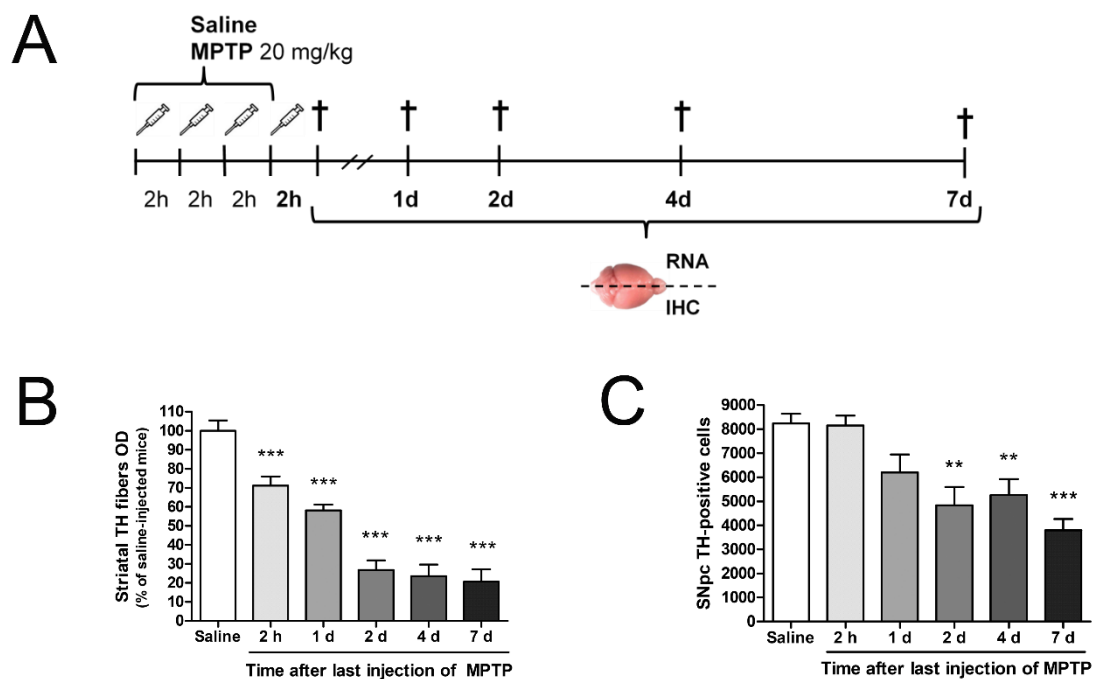 A
Saline
MPTP 20 mg/kg
2h 2h 2h 2h 1d 2d 4d 7d
RNA
IHC
B
Striatal TH fibers OD
(% of saline-injected mice)
110
100
90
80
70
60
50
40
30
20
10
0
***
***
***
***
***
Saline 2 h 1 d 2 d 4 d 7 d
Time after last injection of MPTP
C
SNpc TH-positive cells
9000
8000
7000
6000
5000
4000
3000
2000
1000
0
**
**
***
Saline 2 h 1 d 2 d 4 d 7 d
Time after last injection of MPTP